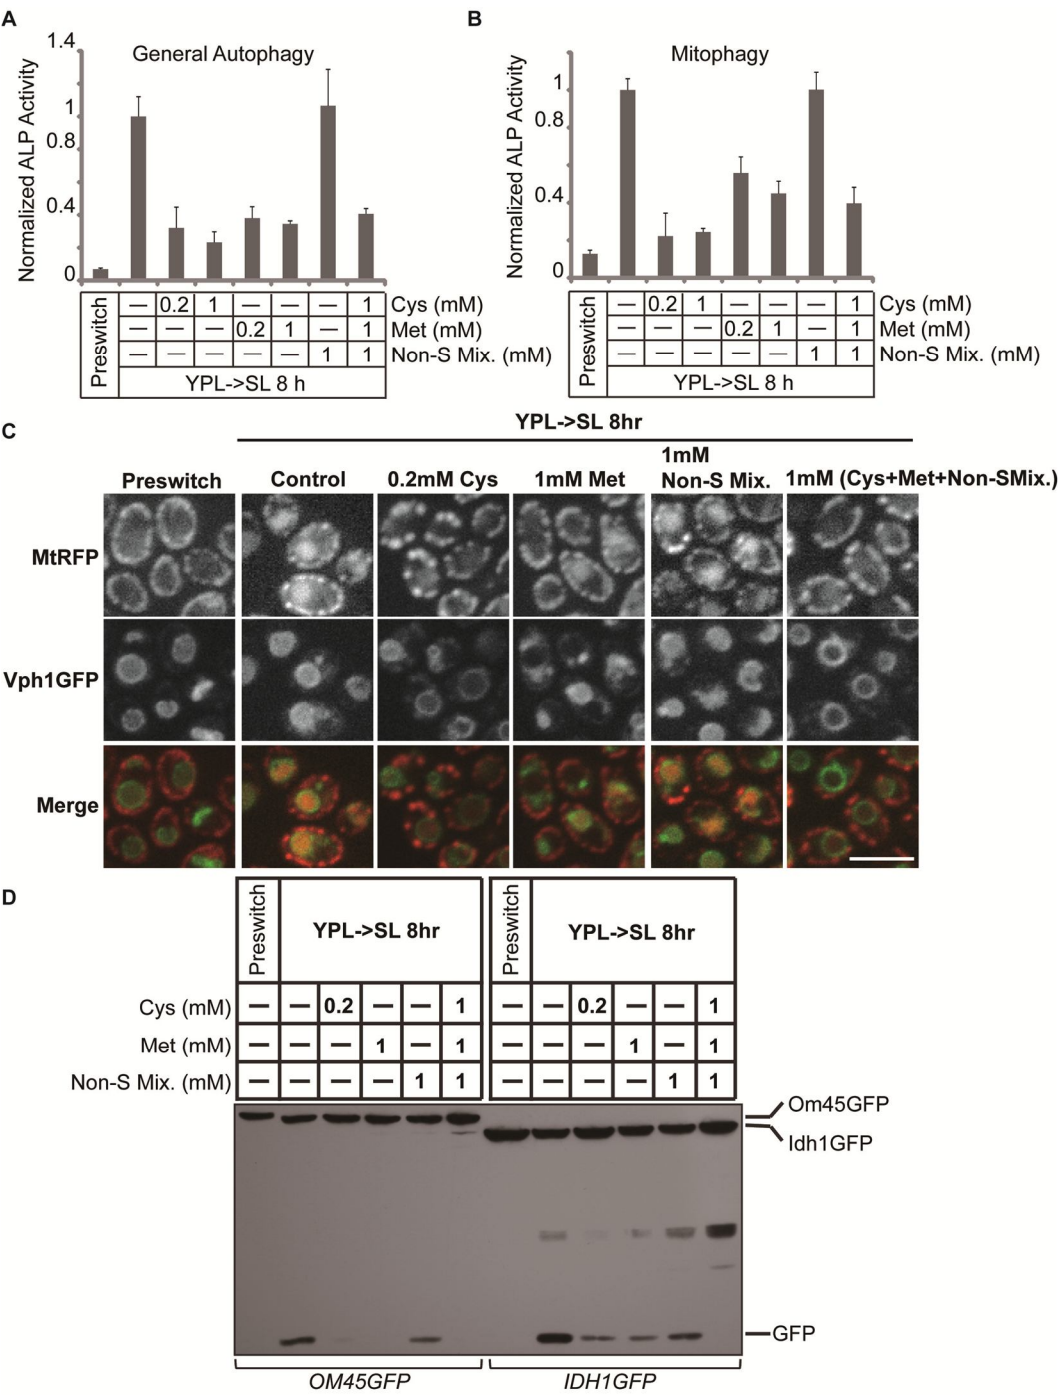 A
B
General Autophagy
Mitophagy
Normalized ALP Activity
1.4
1
0.8
0.4
0
Normalized ALP Activity
1
0.8
0.4
0
Preswitch
— 0.2 1 — — — 1 Cys (mM)
— — — 0.2 1 — 1 Met (mM)
— — — — — 1 1 Non-S Mix. (mM)
YPL->SL 8 h
Preswitch
— 0.2 1 — — — 1 Cys (mM)
— — — 0.2 1 — 1 Met (mM)
— — — — — 1 1 Non-S Mix. (mM)
YPL->SL 8 h
C
YPL->SL 8hr
Preswitch
Control
0.2mM Cys
1mM Met
1mM
Non-S Mix.
1mM (Cys+Met+Non-SMix.)
MtRFP
Vph1GFP
Merge
D
Preswitch
YPL->SL 8hr
Preswitch
YPL->SL 8hr
Cys (mM) — — 0.2 — — 1 — — 0.2 — — 1
Met (mM) — — — 1 — 1 — — — 1 — 1
Non-S Mix. (mM) — — — — 1 1 — — — — 1 1
Om45GFP
Idh1GFP
GFP
OM45GFP
IDH1GFP